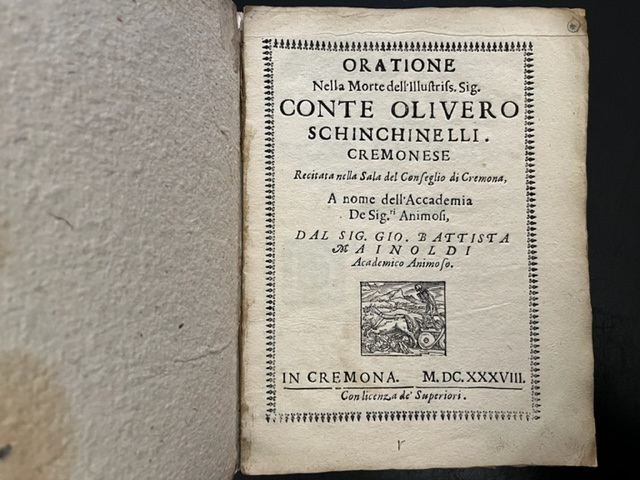 ORATIONE
Nella Morte dell'Illuſtriſs. Sig.
CONTE OLIVERO
SCHINCHINELLI.
CREMONESE
Recitata nella Sala del Conſeglio di Cremona,
A nome dell'Accademia
De Sig.ri Animoſi,
DAL SIG. GIO. BATTISTA
MAINOLDI
Academico Animoſo.
IN CREMONA. M.DC.XXXVIII.
Con licenza de' Superiori.